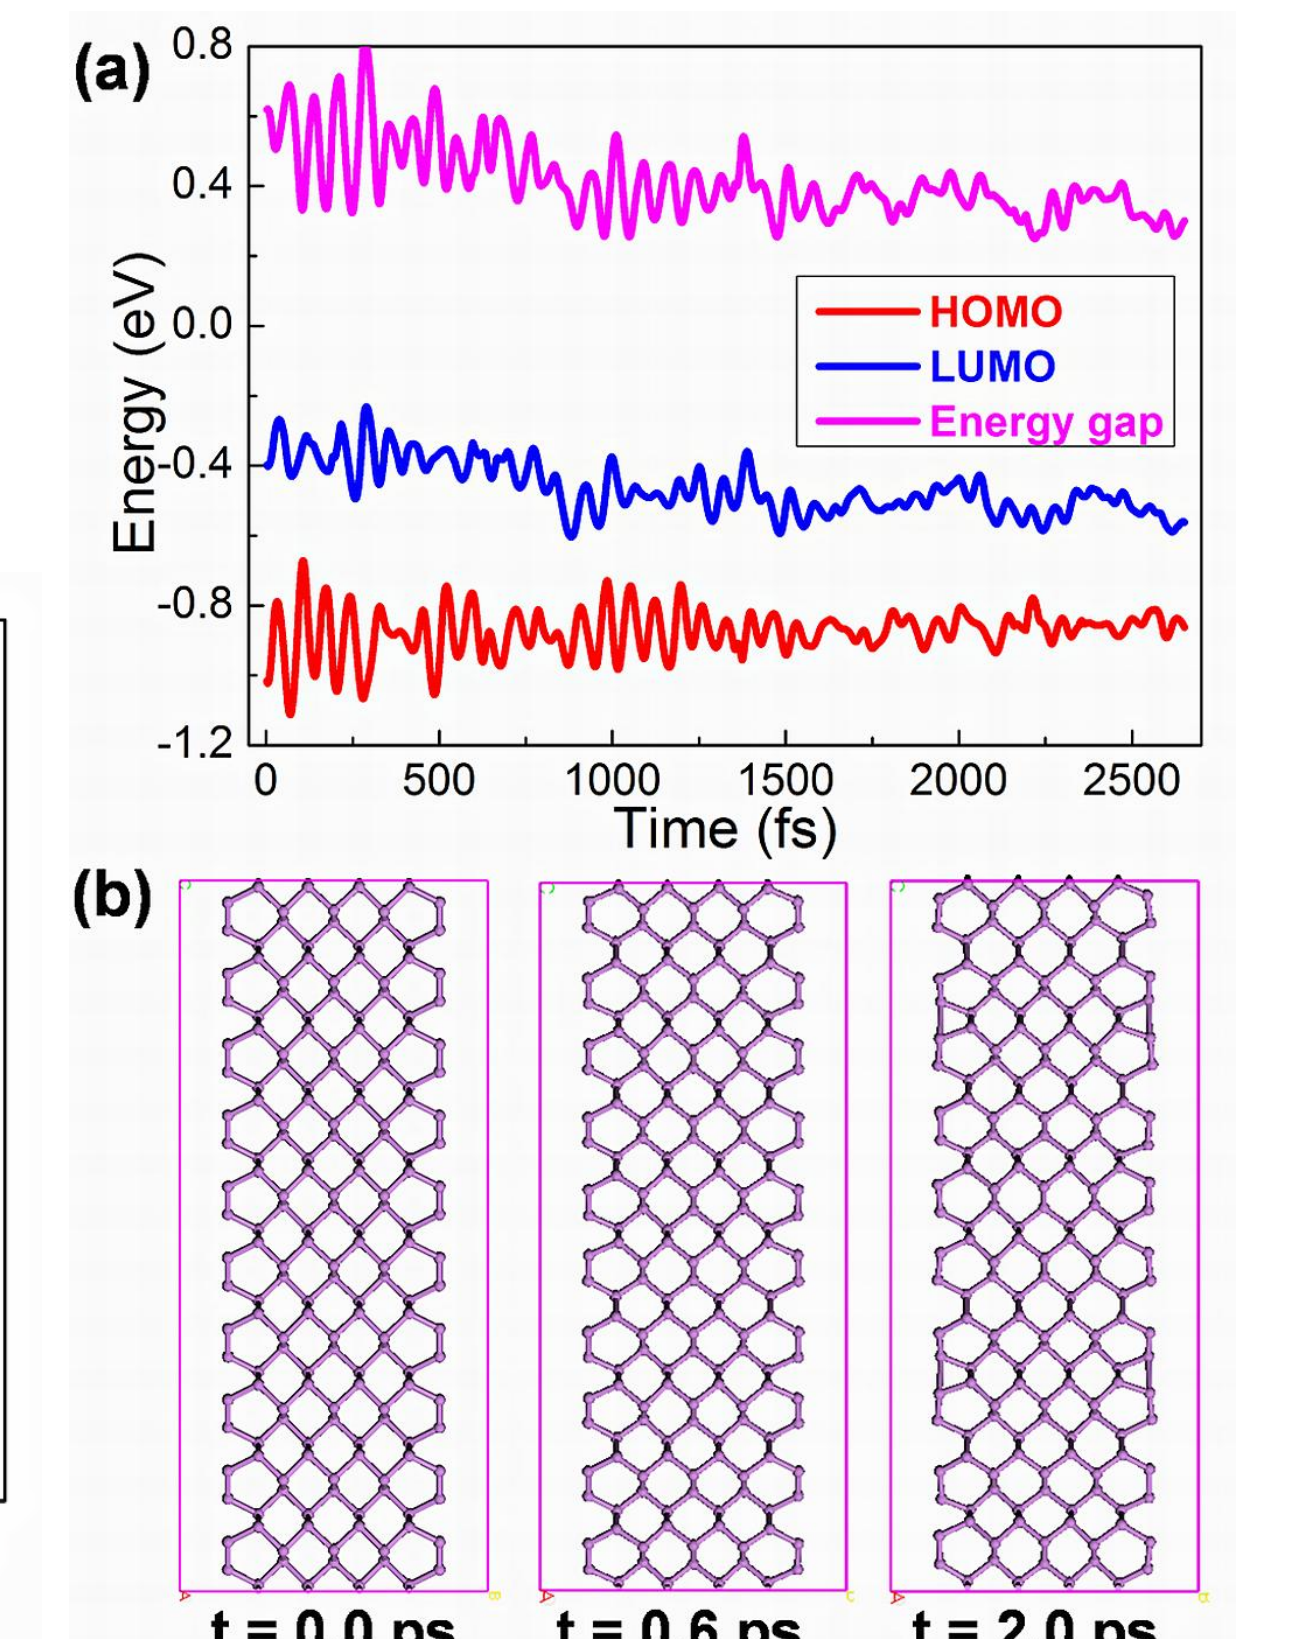 (a)
0.8
0.4
0.0
-0.4
-0.8
-1.2
Energy (eV)
HOMO
LUMO
Energy gap
0 500 1000 1500 2000 2500
Time (fs)
(b)
t = 0.0 ps t = 0.6 ps t = 2.0 ps